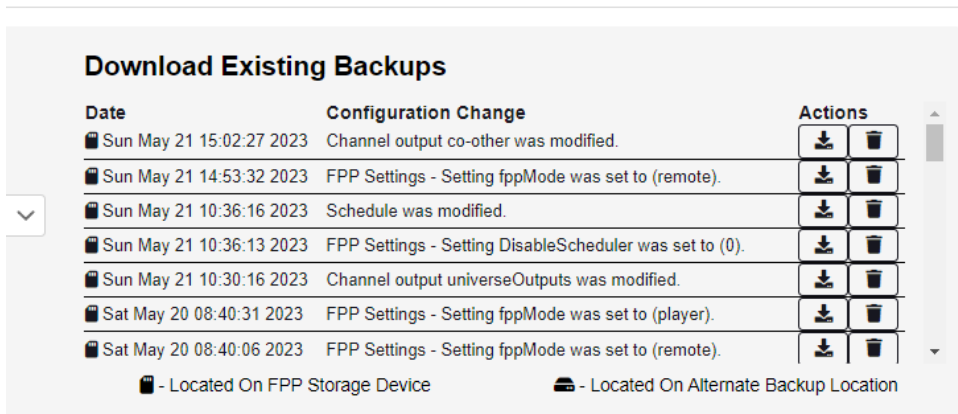 Download Existing Backups
Date Configuration Change Actions
Sun May 21 15:02:27 2023 Channel output co-other was modified.
Sun May 21 14:53:32 2023 FPP Settings - Setting fppMode was set to (remote).
Sun May 21 10:36:16 2023 Schedule was modified.
Sun May 21 10:36:13 2023 FPP Settings - Setting DisableScheduler was set to (0).
Sun May 21 10:30:16 2023 Channel output universeOutputs was modified.
Sat May 20 08:40:31 2023 FPP Settings - Setting fppMode was set to (player).
Sat May 20 08:40:06 2023 FPP Settings - Setting fppMode was set to (remote).
- Located On FPP Storage Device - Located On Alternate Backup Location